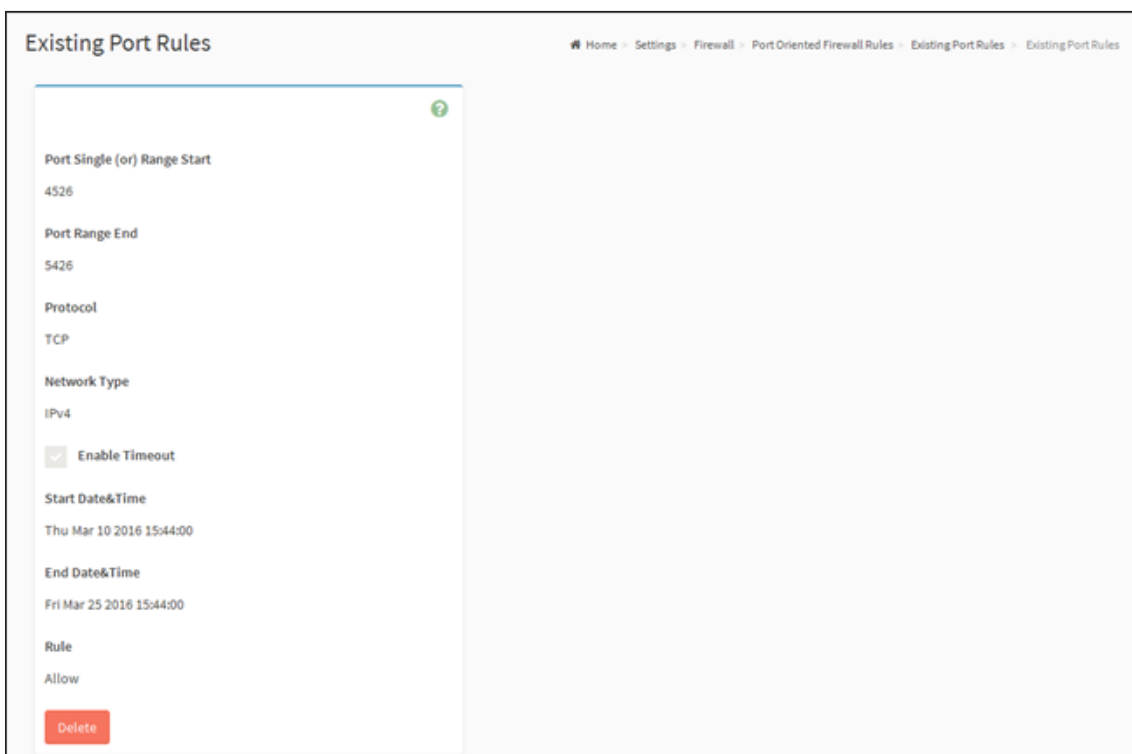 Existing Port Rules
Home > Settings > Firewall > Port Oriented Firewall Rules > Existing Port Rules > Existing Port Rules
Port Single (or) Range Start
4526
Port Range End
5426
Protocol
TCP
Network Type
IPv4
Enable Timeout
Start Date&Time
Thu Mar 10 2016 15:44:00
End Date&Time
Fri Mar 25 2016 15:44:00
Rule
Allow
Delete